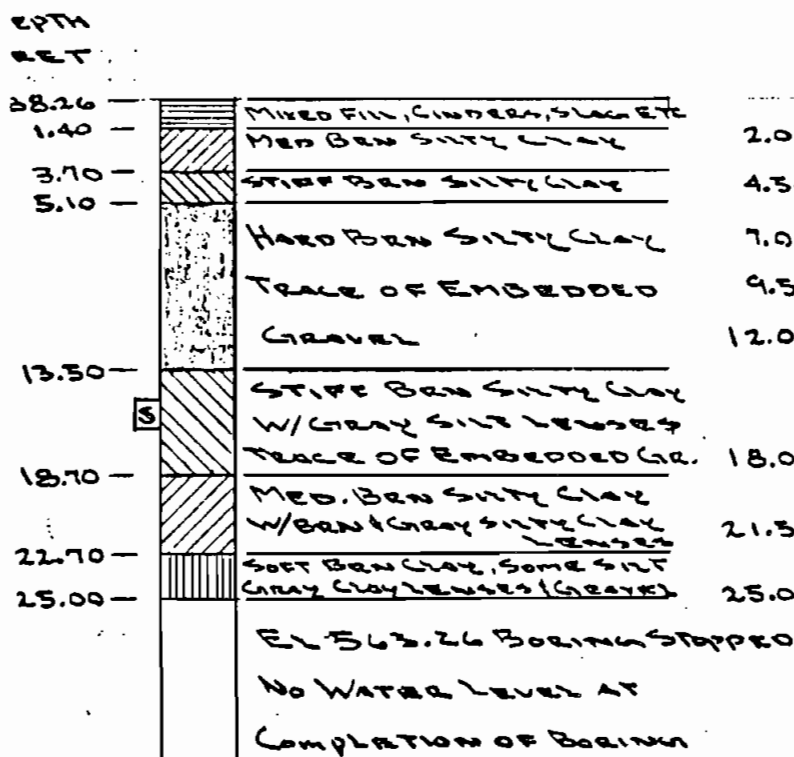 EPTH
EET
38.26
MIXED FILL, CINDERS, SLAG ETC
1.40
MED BRN SILTY CLAY 2.0
3.70
STIFF BRN SILTY CLAY 4.5
5.10
HARD BRN SILTY CLAY 7.0
TRACE OF EMBEDDED 9.5
GRAVEL 12.0
13.50
STIFF BRN SILTY CLAY
S
W/GRAY SILT LENSES
TRACE OF EMBEDDED GR. 18.0
18.70
MED. BRN SILTY CLAY
W/BRN & GRAY SILTY CLAY
LENSES 21.5
22.70
SOFT BRN CLAY, SOME SILT
GRAY CLAY LENSES
25.00 25.0
EL 563.26 BORING STOPPED
NO WATER LEVEL AT
COMPLETION OF BORING